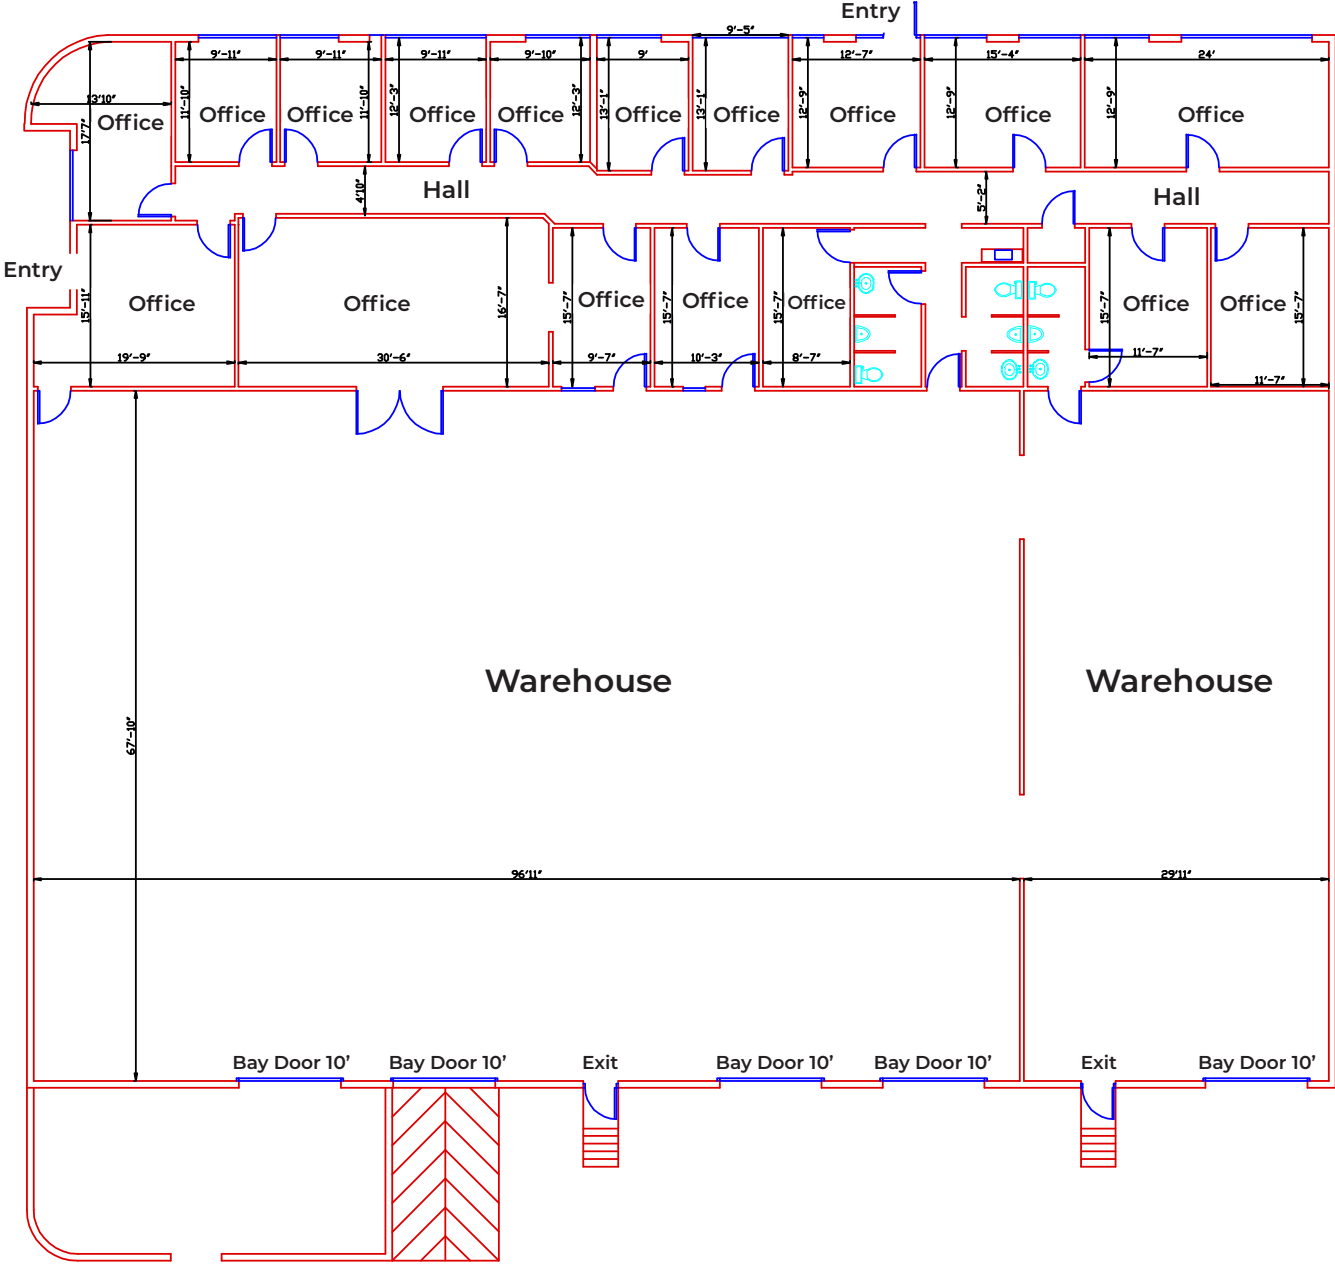 Entry
9'-5"
9'-11"
9'-11"
9'-11"
9'-10"
9'
12'-7"
15'-4"
24'
13'10"
17'7"
11'-10"
11'-10"
12'-3"
12'-3"
13'-1"
13'-1"
12'-9"
12'-9"
12'-9"
Office
Office
Office
Office
Office
Office
Office
Office
Office
Office
4'10"
Hall
5'-2"
Hall
Entry
15'-11"
Office
Office
16'-7"
15'-7"
Office
15'-7"
Office
15'-7"
Office
15'-7"
Office
Office
15'-7"
19'-9"
30'-6"
9'-7"
10'-3"
8'-7"
11'-7"
11'-7"
Warehouse
Warehouse
67'-10"
96'11"
29'11"
Bay Door 10’
Bay Door 10’
Exit
Bay Door 10’
Bay Door 10’
Exit
Bay Door 10’